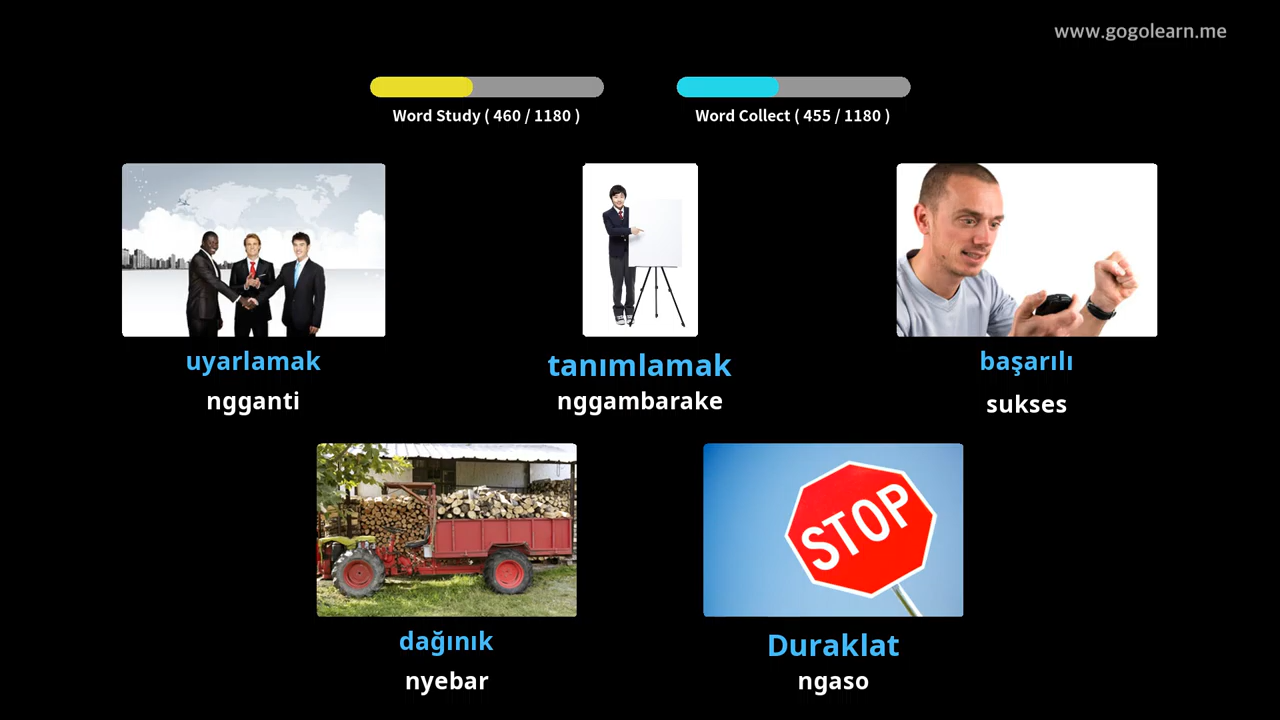 www.gogolearn.me
Word Study ( 460 / 1180 )
Word Collect ( 455 / 1180 )
uyarlamak
ngganti
tanımlamak
nggambarake
başarılı
sukses
STOP
dağınık
nyebar
Duraklat
ngaso